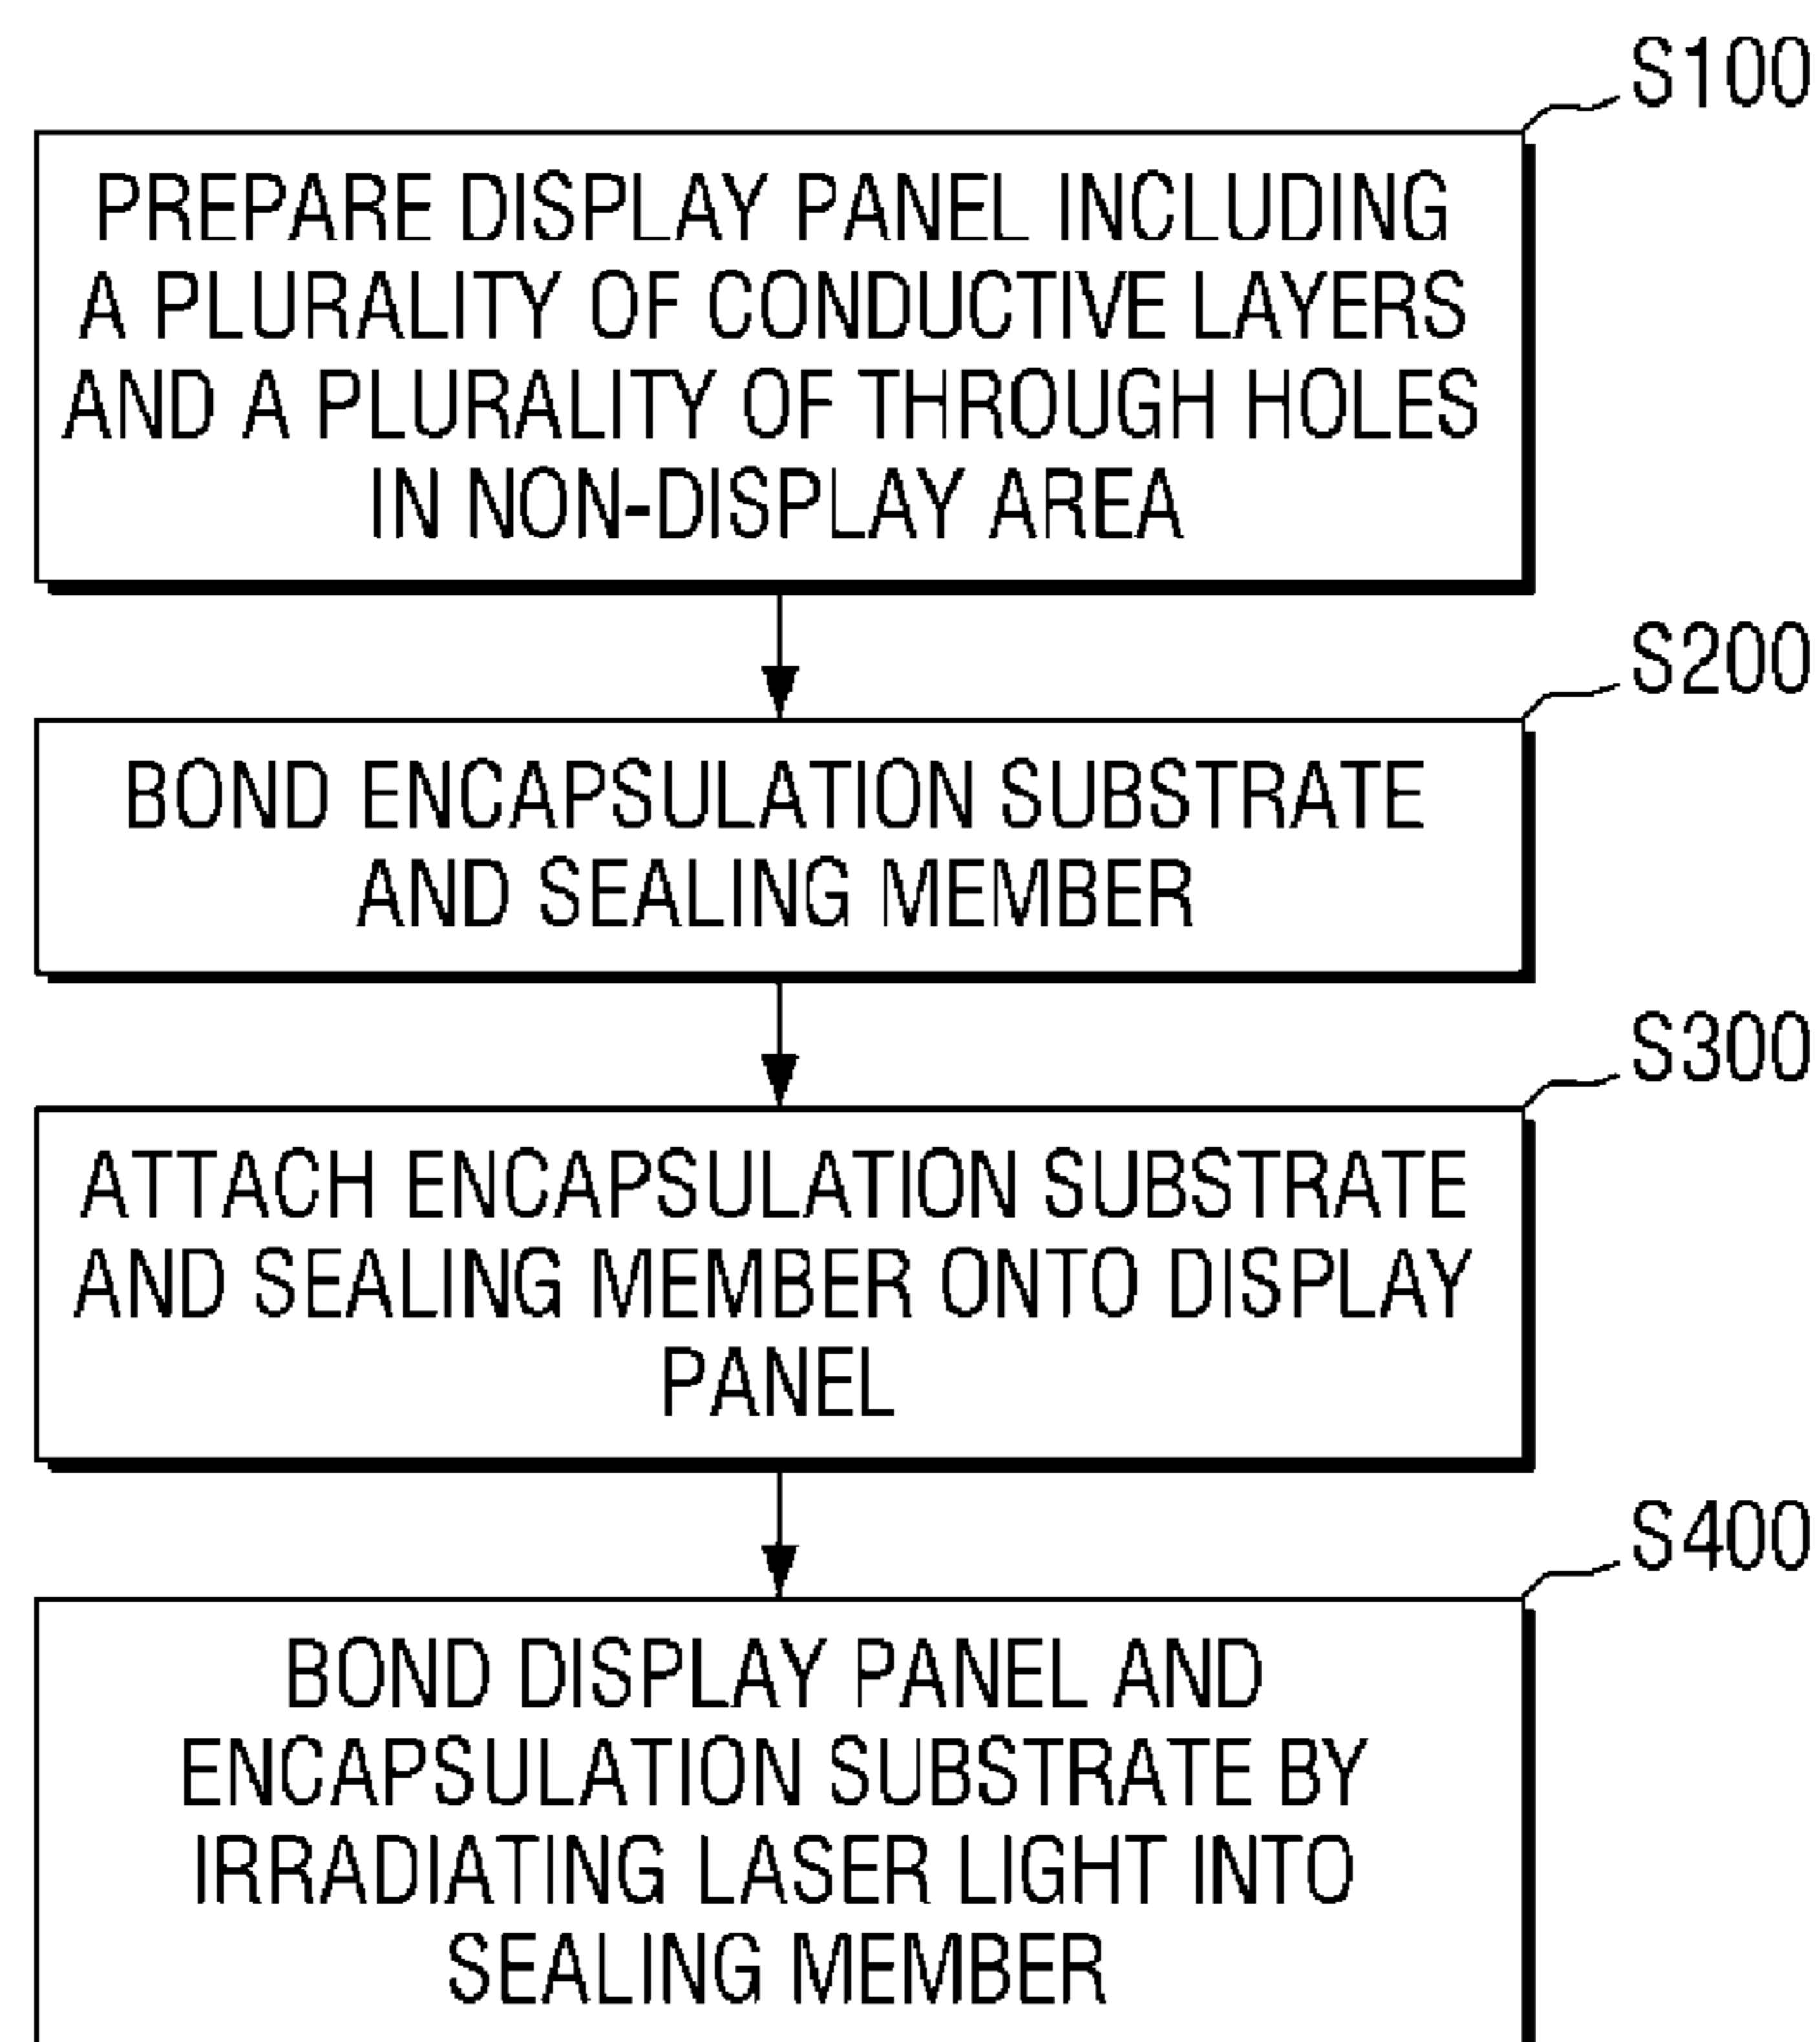 S100
PREPARE DISPLAY PANEL INCLUDING
A PLURALITY OF CONDUCTIVE LAYERS
AND A PLURALITY OF THROUGH HOLES
IN NON-DISPLAY AREA
S200
BOND ENCAPSULATION SUBSTRATE
AND SEALING MEMBER
S300
ATTACH ENCAPSULATION SUBSTRATE
AND SEALING MEMBER ONTO DISPLAY
PANEL
S400
BOND DISPLAY PANEL AND
ENCAPSULATION SUBSTRATE BY
IRRADIATING LASER LIGHT INTO
SEALING MEMBER